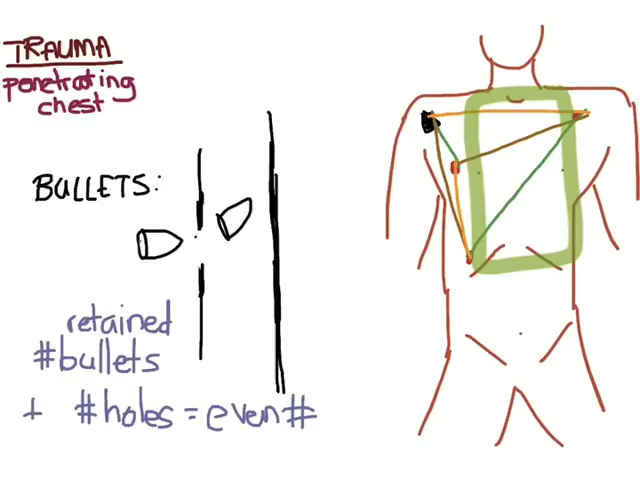 TRAUMA
penetrating
chest
BULLETS:
retained
#bullets
+ #holes = even #